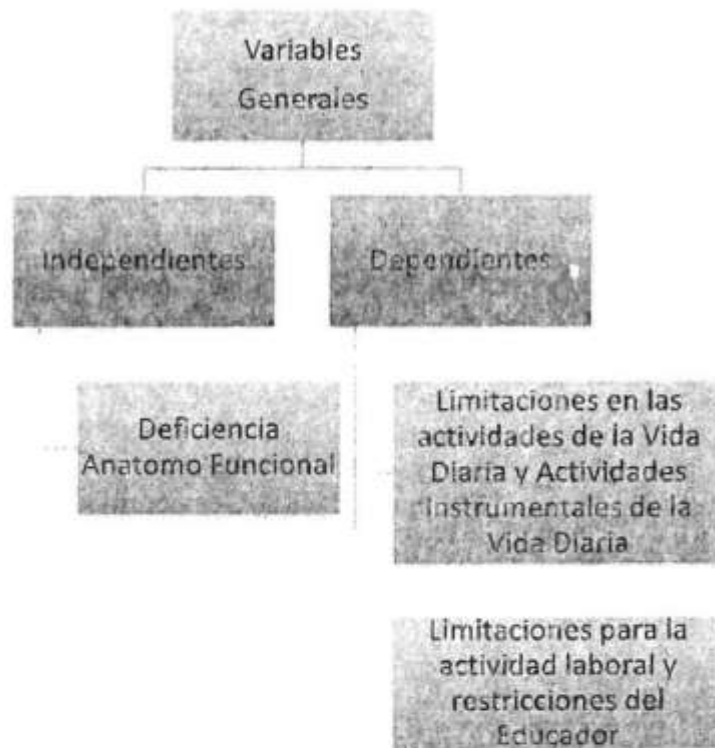 Variables
Generales
Independientes
Dependientes
Deficiencia
Anatomo Funcional
Limitaciones en las
actividades de la Vida
Diaria y Actividades
Instrumentales de la
Vida Diaria
Limitaciones para la
actividad laboral y
restricciones del
Educador